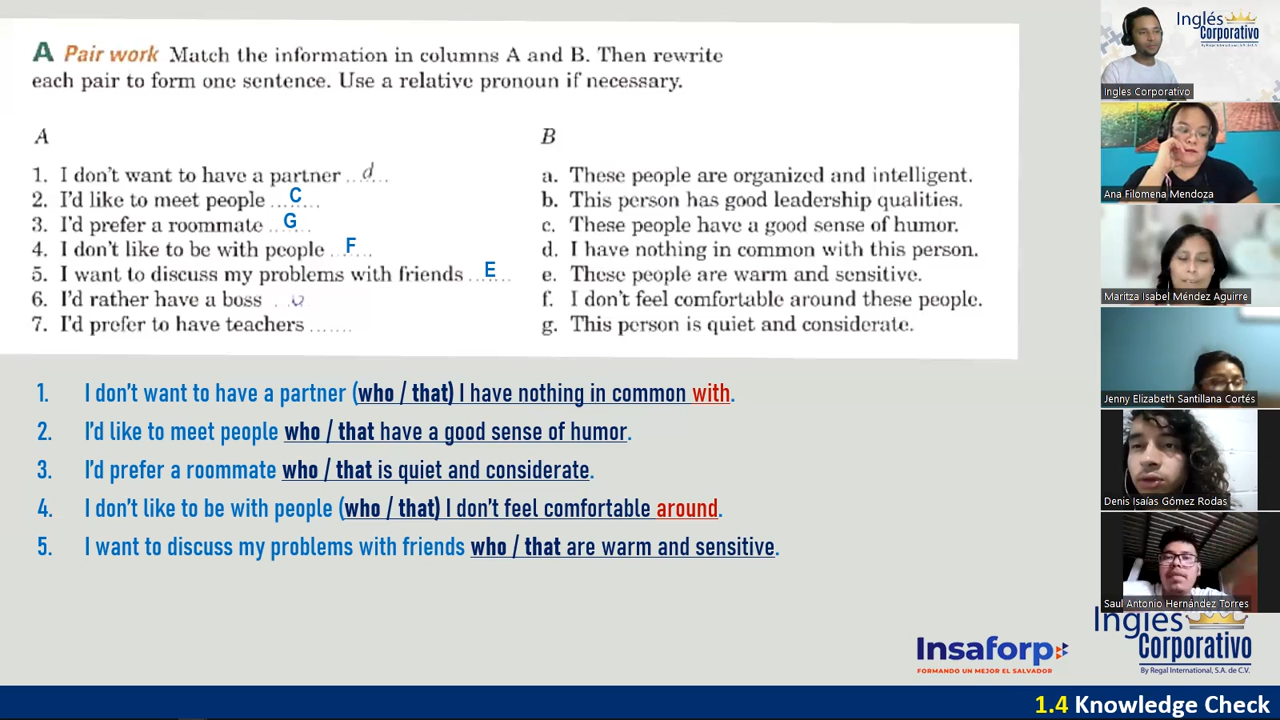 A Pair work Match the information in columns A and B. Then rewrite
each pair to form one sentence. Use a relative pronoun if necessary.
A
1. I don't want to have a partner ...d...
2. I'd like to meet people ...C...
3. I'd prefer a roommate ...G...
4. I don't like to be with people ...F...
5. I want to discuss my problems with friends ...E...
6. I'd rather have a boss
7. I'd prefer to have teachers .......
B
a. These people are organized and intelligent.
b. This person has good leadership qualities.
c. These people have a good sense of humor.
d. I have nothing in common with this person.
e. These people are warm and sensitive.
f. I don't feel comfortable around these people.
g. This person is quiet and considerate.
1. I don't want to have a partner (who / that) I have nothing in common with.
2. I'd like to meet people who / that have a good sense of humor.
3. I'd prefer a roommate who / that is quiet and considerate.
4. I don't like to be with people (who / that) I don't feel comfortable around.
5. I want to discuss my problems with friends who / that are warm and sensitive.
Inglés
Corporativo
By Regal International, S.A. de C.V.
Ingles Corporativo
Ana Filomena Mendoza
Maritza Isabel Méndez Aguirre
Jenny Elizabeth Santillana Cortés
Denis Isaías Gómez Rodas
Saul Antonio Hernández Torres
Insaforp
FORMANDO UN MEJOR EL SALVADOR
Inglés
Corporativo
By Regal International, S.A. de C.V.
1.4 Knowledge Check